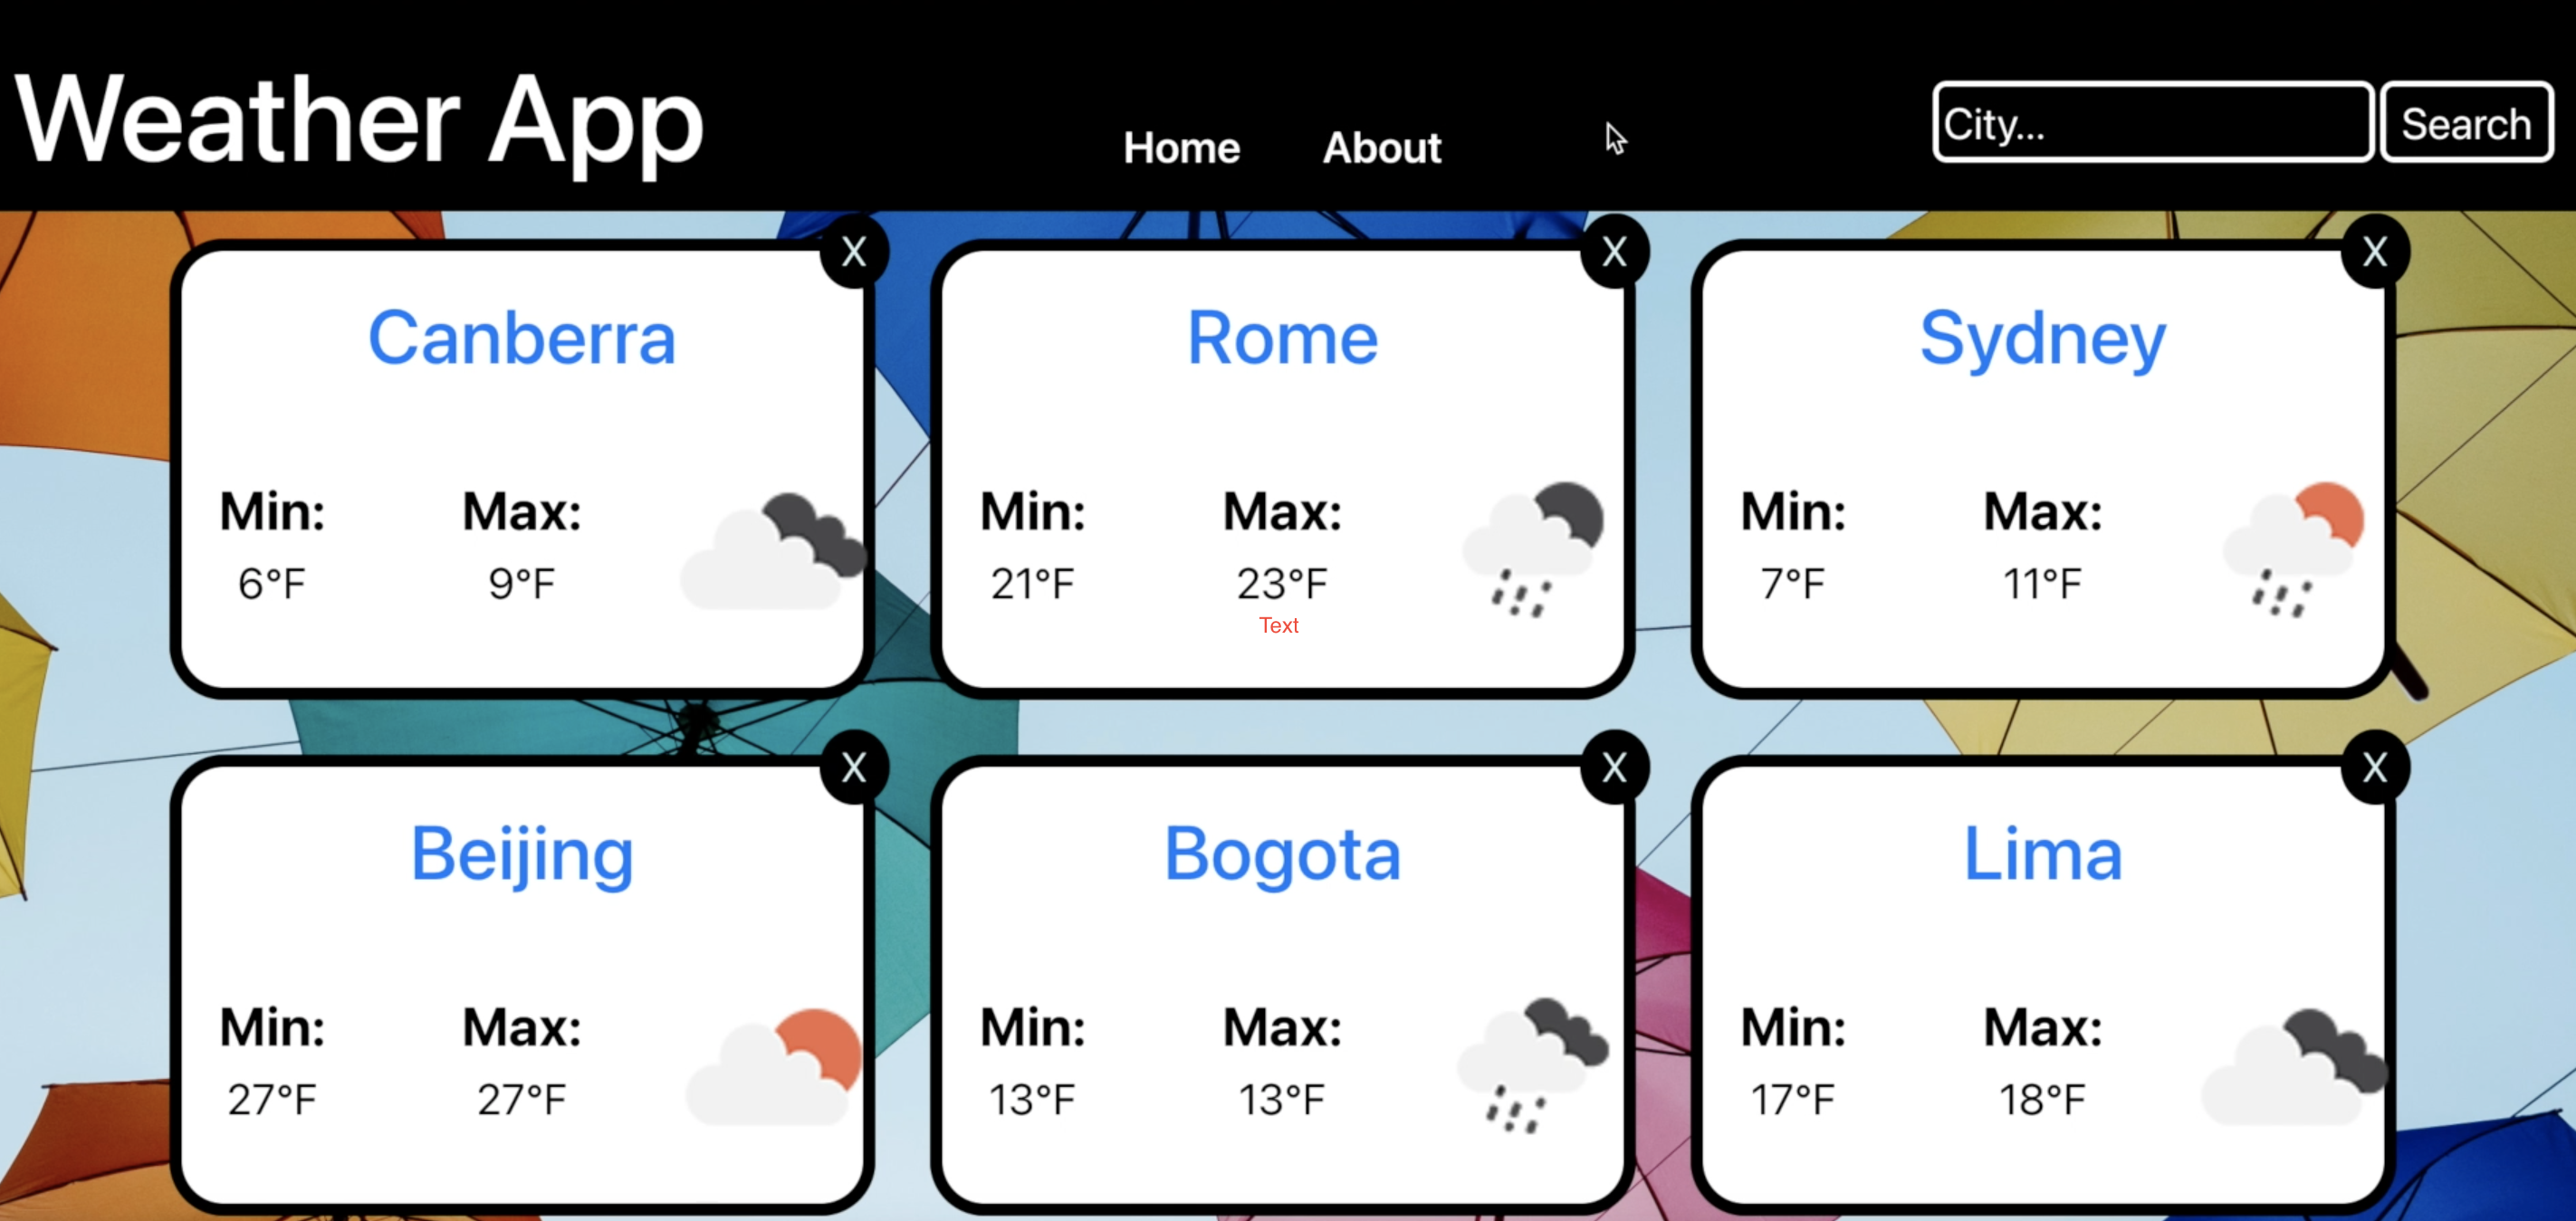 Weather App
Home About
City...
Search
X
Canberra
Min: Max:
6°F 9°F
X
Rome
Min: Max:
21°F 23°F
Text
X
Sydney
Min: Max:
7°F 11°F
X
Beijing
Min: Max:
27°F 27°F
X
Bogota
Min: Max:
13°F 13°F
X
Lima
Min: Max:
17°F 18°F